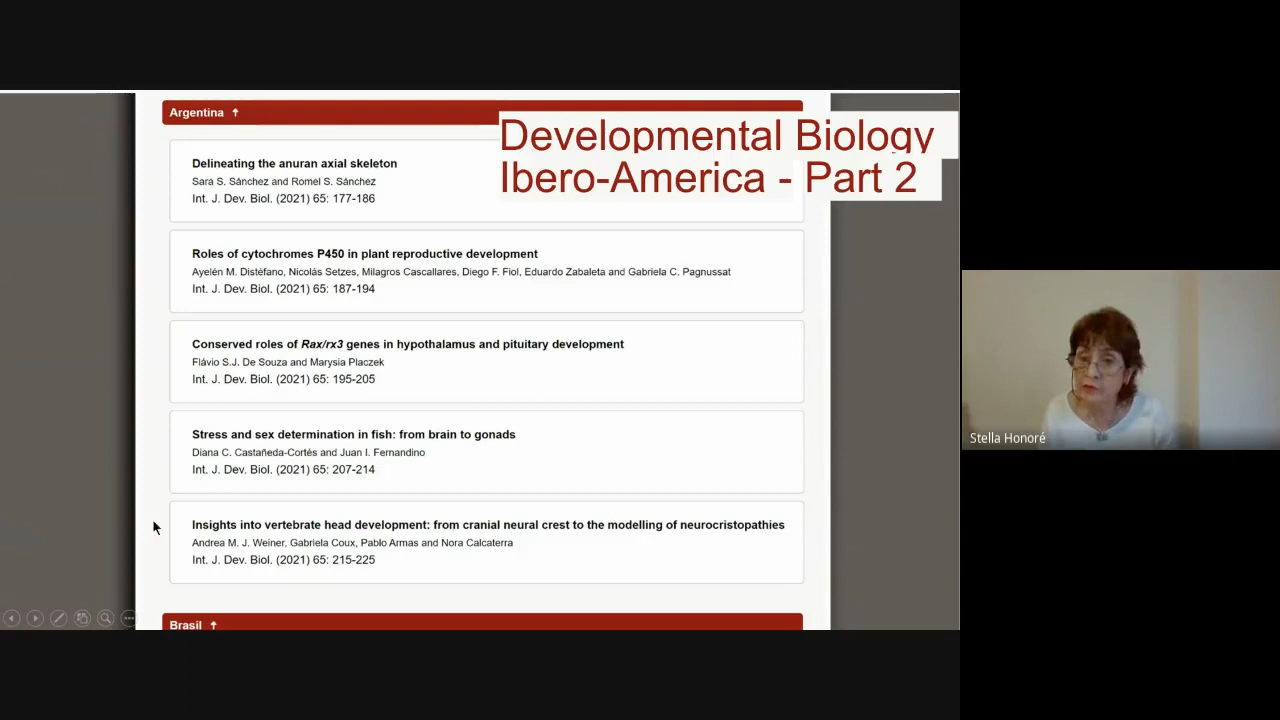 Argentina ↑
Developmental Biology
Ibero-America - Part 2
Delineating the anuran axial skeleton
Sara S. Sánchez and Romel S. Sánchez
Int. J. Dev. Biol. (2021) 65: 177-186
Roles of cytochromes P450 in plant reproductive development
Ayelén M. Distéfano, Nicolás Setzes, Milagros Cascallares, Diego F. Fiol, Eduardo Zabaleta and Gabriela C. Pagnussat
Int. J. Dev. Biol. (2021) 65: 187-194
Conserved roles of Rax/rx3 genes in hypothalamus and pituitary development
Flávio S.J. De Souza and Marysia Placzek
Int. J. Dev. Biol. (2021) 65: 195-205
Stress and sex determination in fish: from brain to gonads
Diana C. Castañeda-Cortés and Juan I. Fernandino
Int. J. Dev. Biol. (2021) 65: 207-214
Insights into vertebrate head development: from cranial neural crest to the modelling of neurocristopathies
Andrea M. J. Weiner, Gabriela Coux, Pablo Armas and Nora Calcaterra
Int. J. Dev. Biol. (2021) 65: 215-225
Brasil ↑
Stella Honoré